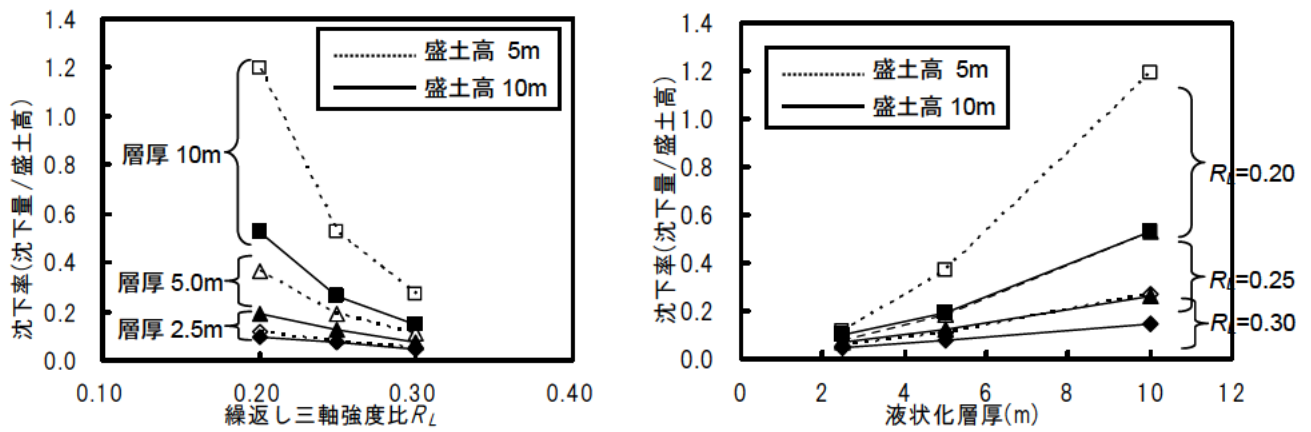 沈下率(沈下量/盛土高)
1.4
1.2
1.0
0.8
0.6
0.4
0.2
0.0
盛土高 5m
盛土高 10m
層厚 10m
層厚 5.0m
層厚 2.5m
0.10 0.20 0.30 0.40
繰返し三軸強度比RL
沈下率(沈下量/盛土高)
1.4
1.2
1.0
0.8
0.6
0.4
0.2
0.0
盛土高 5m
盛土高 10m
RL=0.20
RL=0.25
RL=0.30
0 2 4 6 8 10 12
液状化層厚(m)